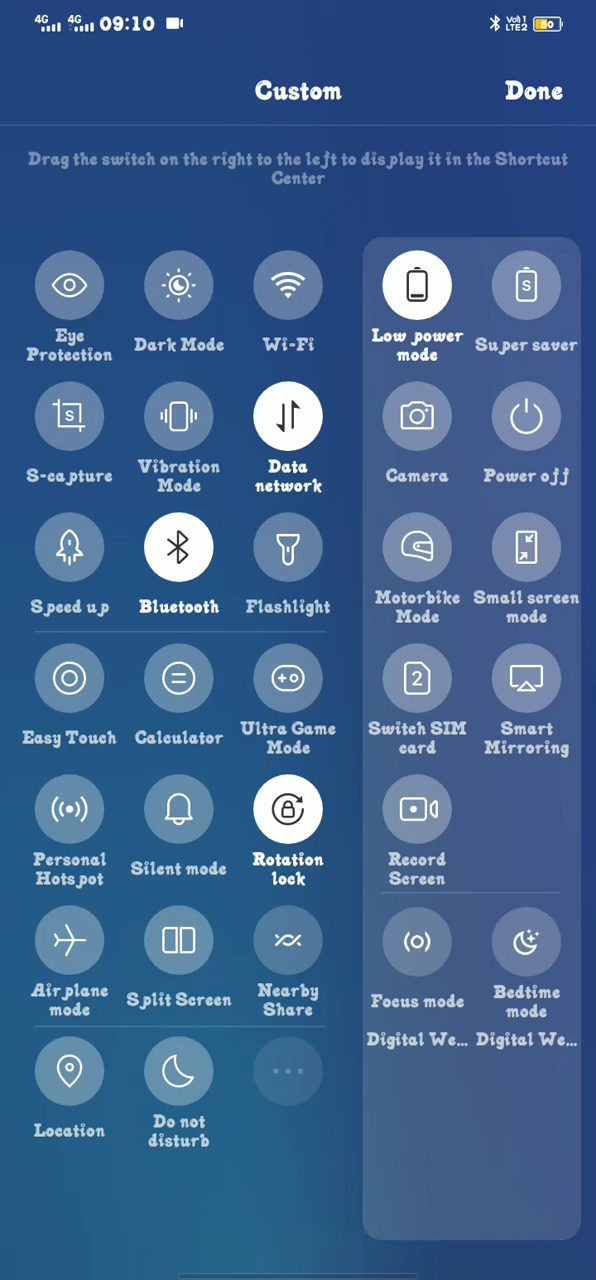 4G 4G 09:10 VoIP 1 LTE2 50
Custom Done
Drag the switch on the right to the left to display it in the Shortcut
Center
Eye
Protection
Dark Mode
Wi-Fi
Low power
mode
S
Super saver
S
S-capture
Vibration
Mode
Data
network
Camera
Power off
Speed up
Bluetooth
Flashlight
Motorbike
Mode
Small screen
mode
Easy Touch
Calculator
Ultra Game
Mode
2
Switch SIM
card
Smart
Mirroring
Personal
Hotspot
Silent mode
Rotation
lock
Record
Screen
Airplane
mode
Split Screen
Nearby
Share
Focus mode
Digital We...
Bedtime
mode
Digital We...
Location
Do not
disturb